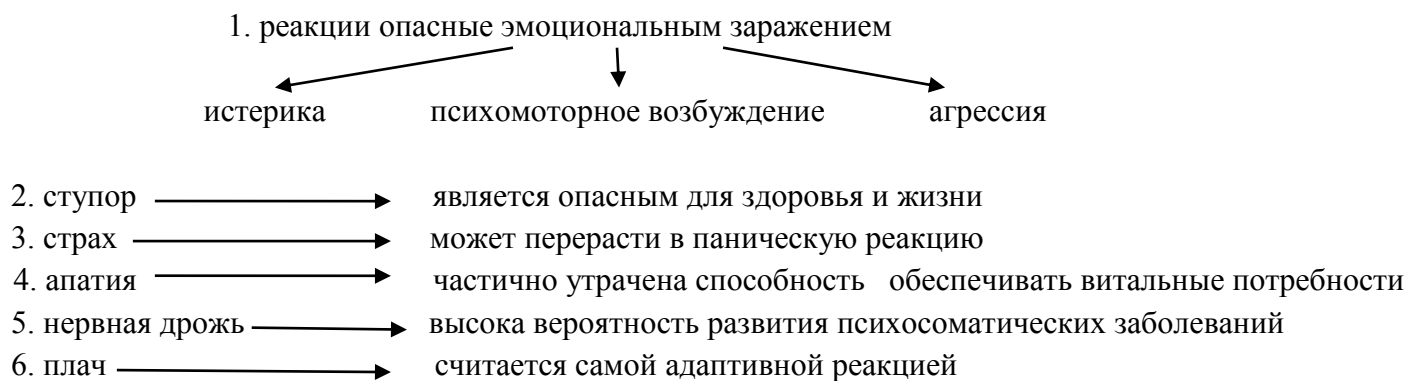 1. реакции опасные эмоциональным заражением
истерика психомоторное возбуждение агрессия
2. ступор является опасным для здоровья и жизни
3. страх может перерасти в паническую реакцию
4. апатия частично утрачена способность обеспечивать витальные потребности
5. нервная дрожь высока вероятность развития психосоматических заболеваний
6. плач считается самой адаптивной реакцией